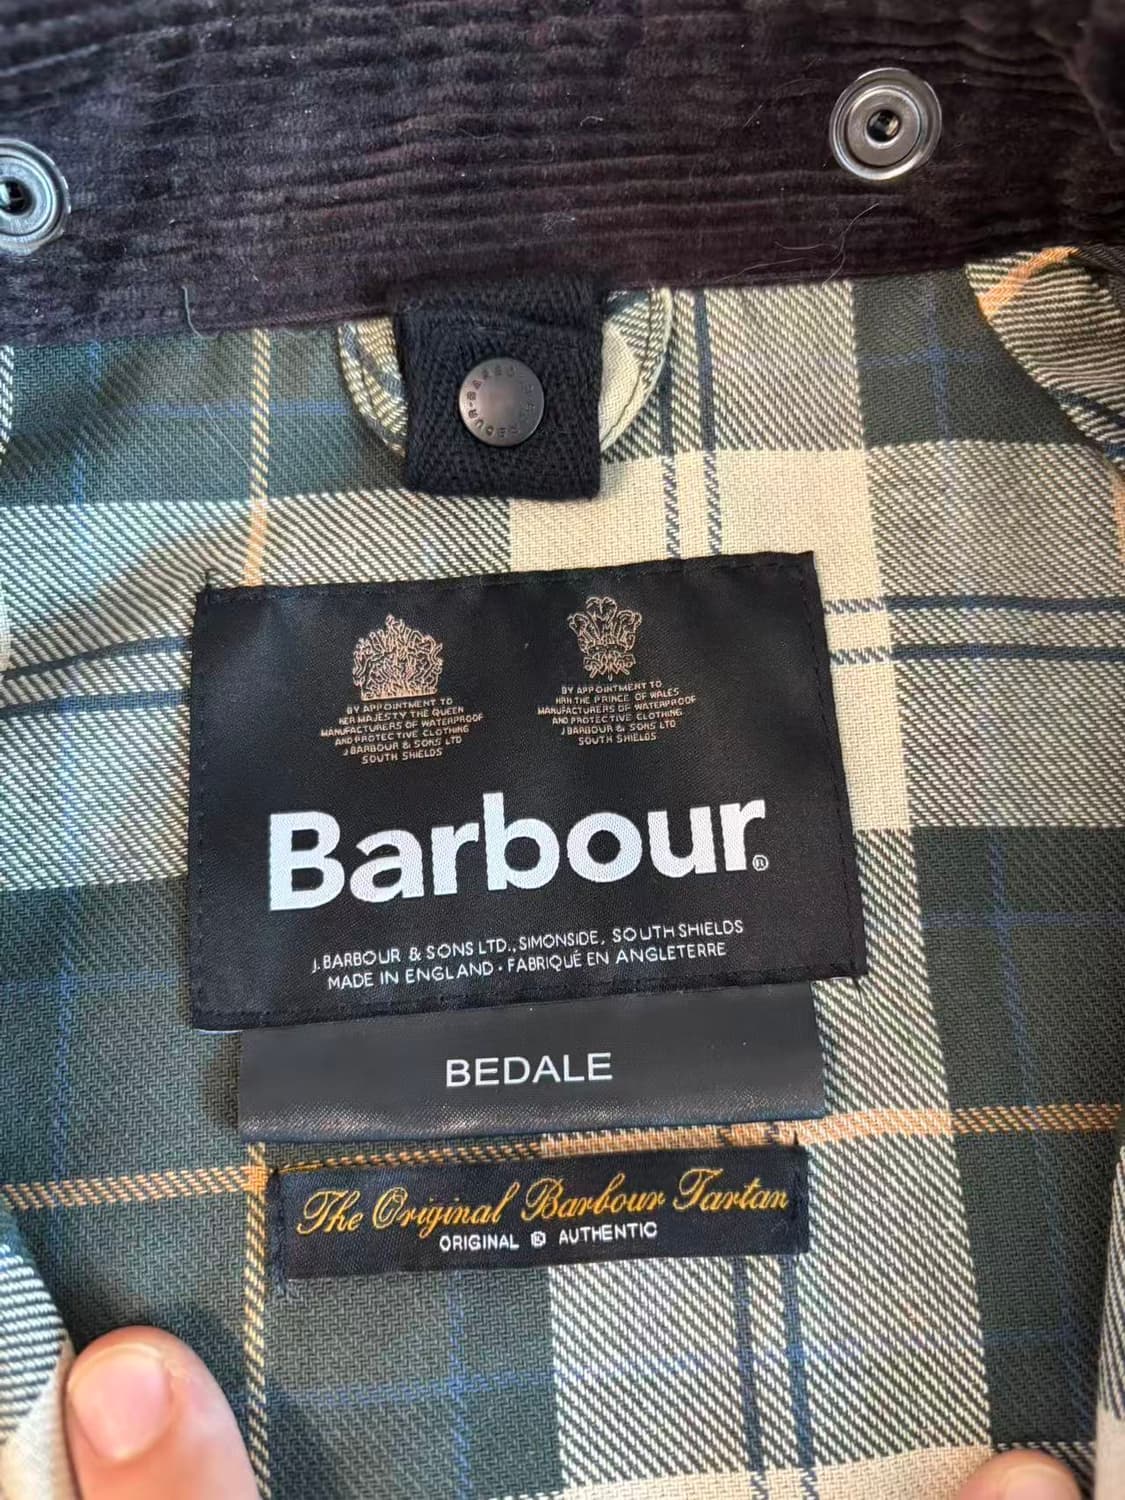 BARBOUR
BY APPOINTMENT TO
HER MAJESTY THE QUEEN
MANUFACTURERS OF WATERPROOF
AND PROTECTIVE CLOTHING
J BARBOUR & SONS LTD
SOUTH SHIELDS
BY APPOINTMENT TO
HRH THE PRINCE OF WALES
MANUFACTURERS OF WATERPROOF
AND PROTECTIVE CLOTHING
J BARBOUR & SONS LTD
SOUTH SHIELDS
Barbour®
J. BARBOUR & SONS LTD., SIMONSIDE, SOUTH SHIELDS
MADE IN ENGLAND · FABRIQUÉ EN ANGLETERRE
BEDALE
The Original Barbour Tartan
ORIGINAL ® AUTHENTIC